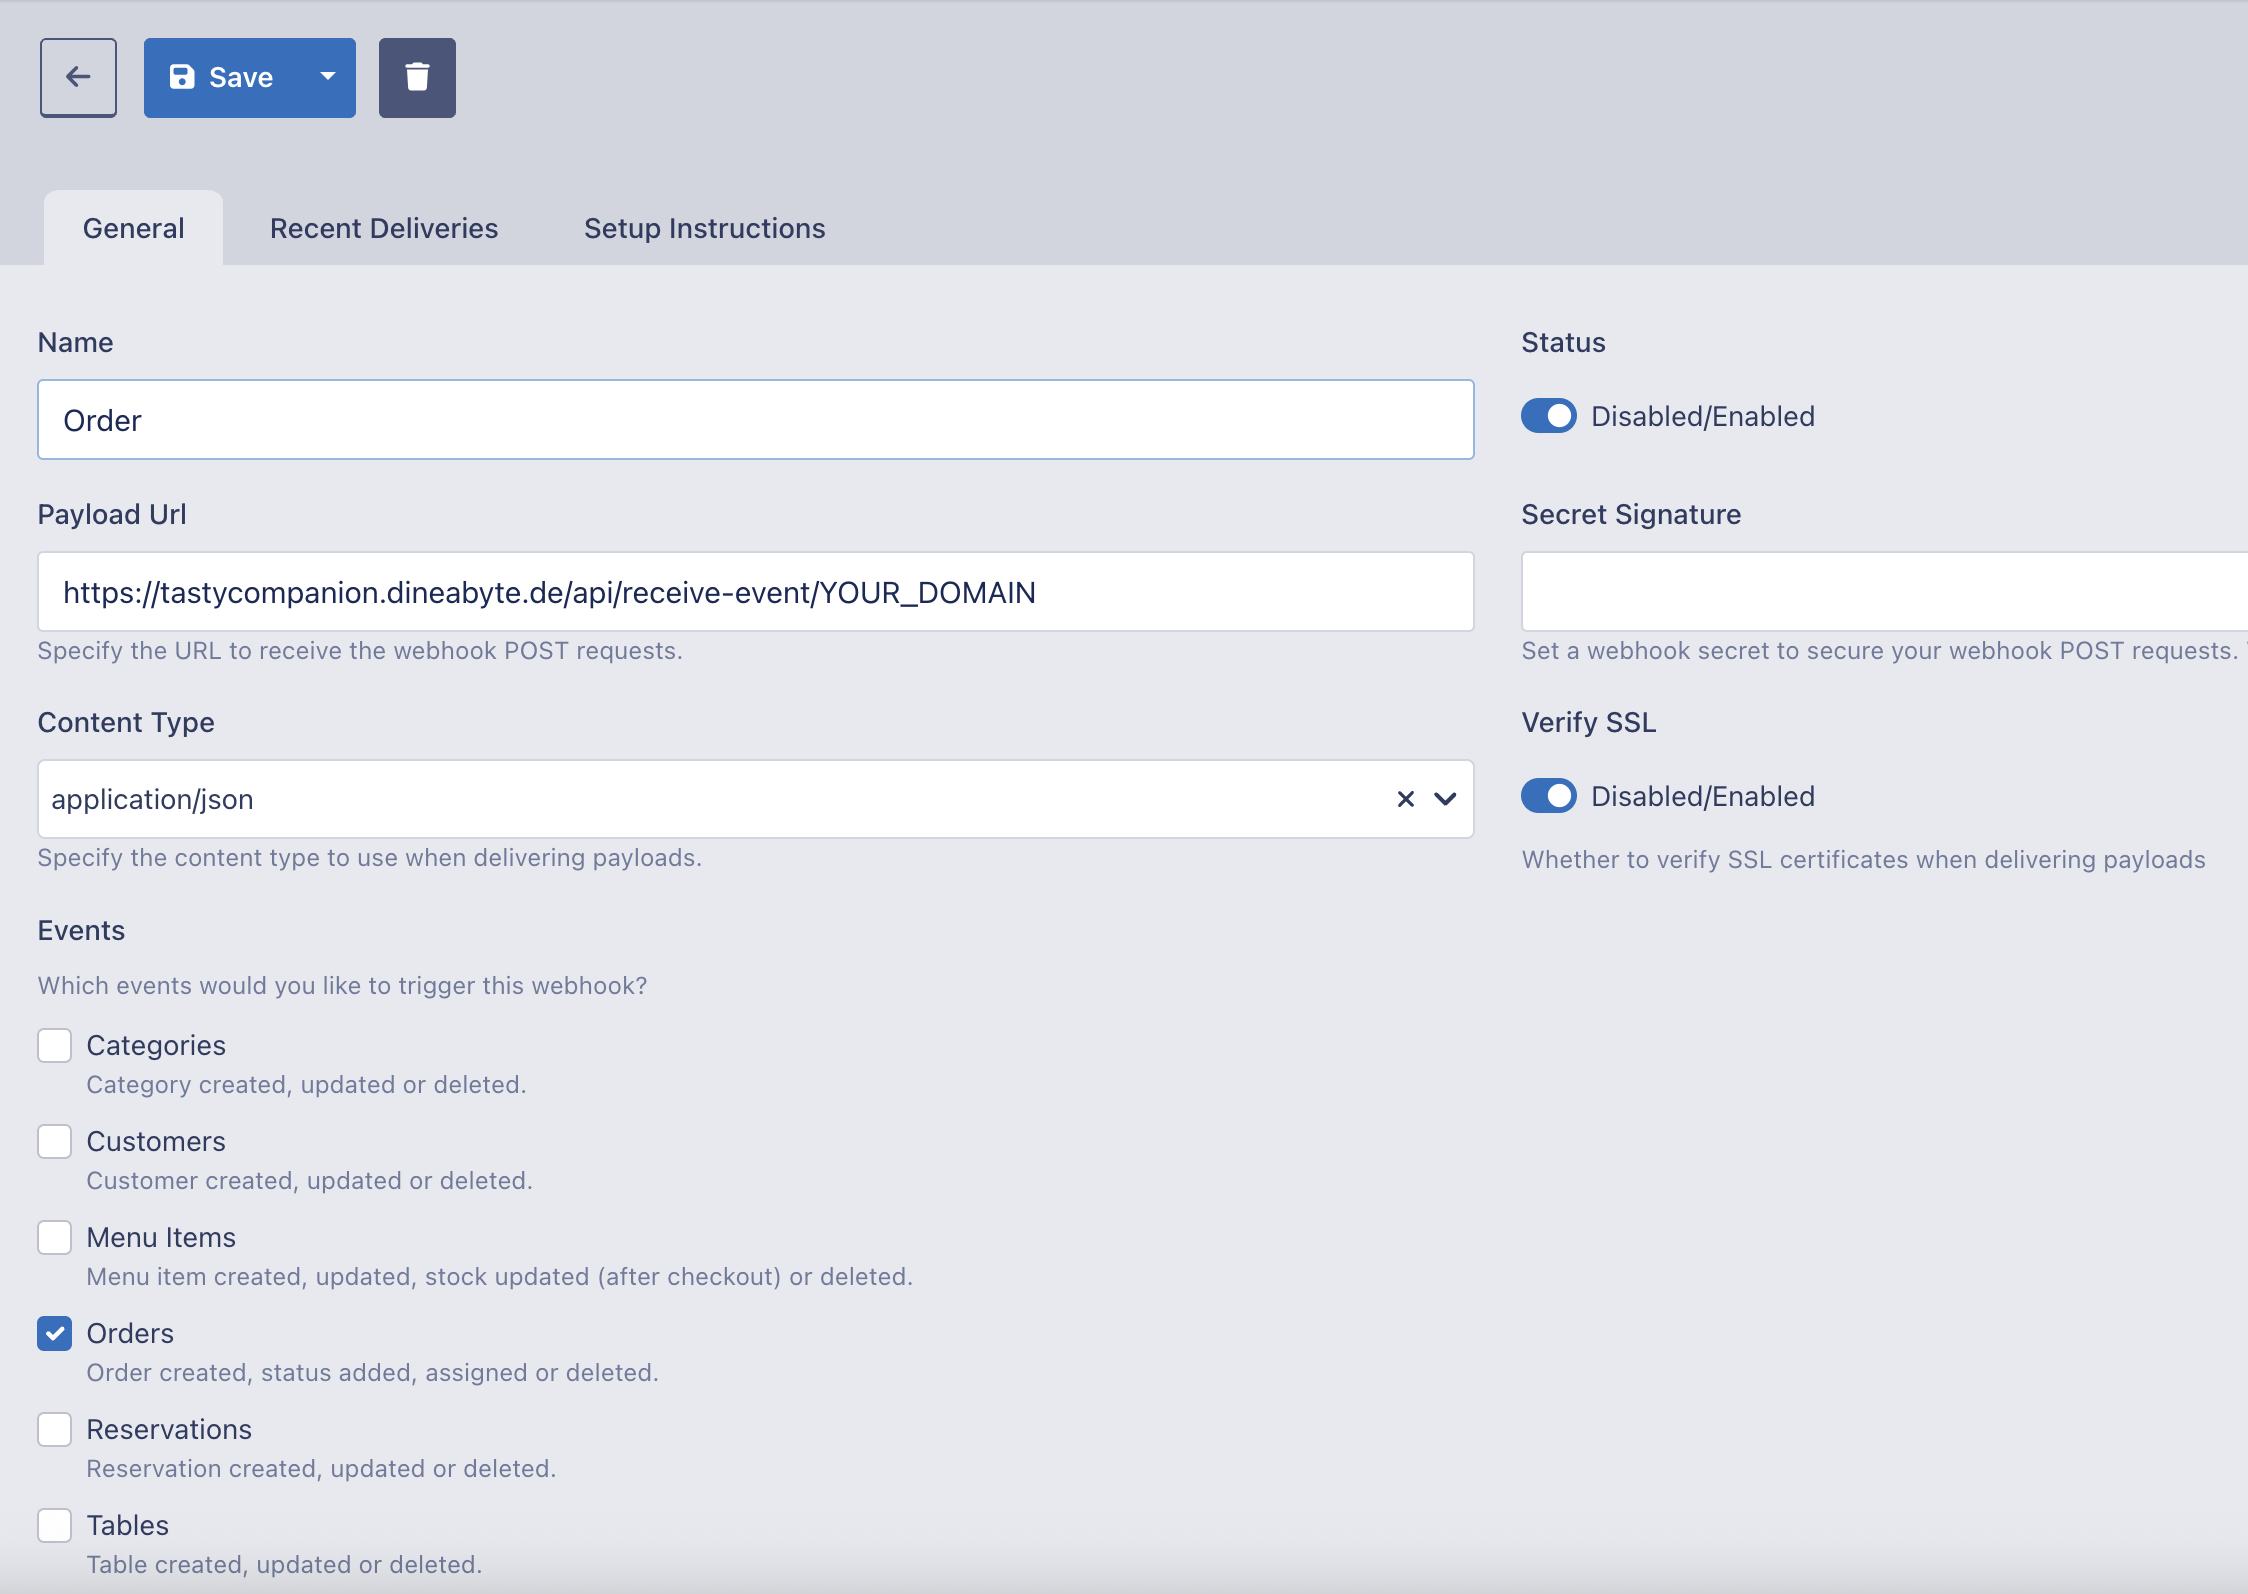 Save
General
Recent Deliveries
Setup Instructions
Name
Status
Order
Disabled/Enabled
Payload Url
Secret Signature
https://tastycompanion.dineabyte.de/api/receive-event/YOUR_DOMAIN
Specify the URL to receive the webhook POST requests.
Set a webhook secret to secure your webhook POST requests.
Content Type
Verify SSL
application/json
Disabled/Enabled
Specify the content type to use when delivering payloads.
Whether to verify SSL certificates when delivering payloads
Events
Which events would you like to trigger this webhook?
Categories
Category created, updated or deleted.
Customers
Customer created, updated or deleted.
Menu Items
Menu item created, updated, stock updated (after checkout) or deleted.
Orders
Order created, status added, assigned or deleted.
Reservations
Reservation created, updated or deleted.
Tables
Table created, updated or deleted.